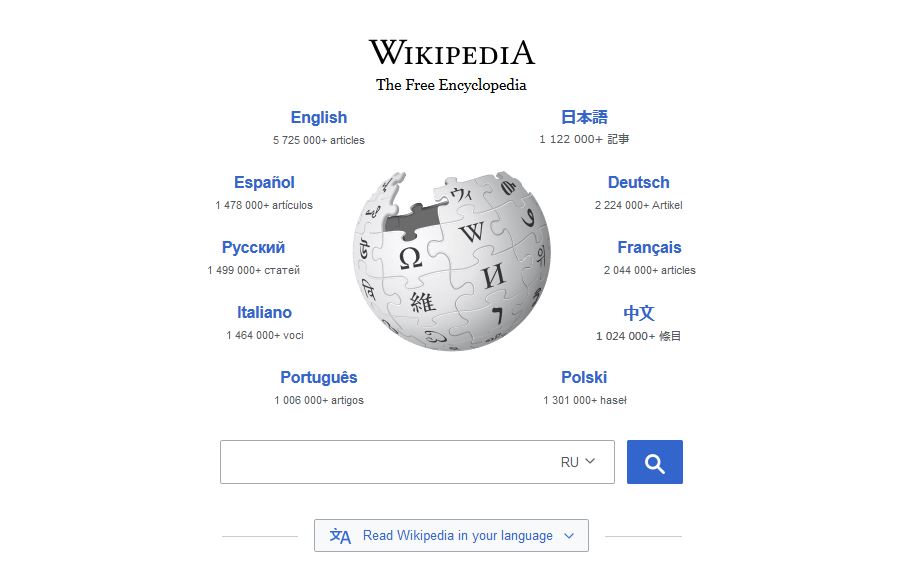 WIKIPEDIA
The Free Encyclopedia
English
5 725 000+ articles
日本語
1 122 000+ 記事
Español
1 478 000+ artículos
Deutsch
2 224 000+ Artikel
Русский
1 499 000+ статей
Français
2 044 000+ articles
Italiano
1 464 000+ voci
中文
1 024 000+ 條目
Português
1 006 000+ artigos
Polski
1 301 000+ haseł
ウィ
W
Ω
И
維
RU
Read Wikipedia in your language